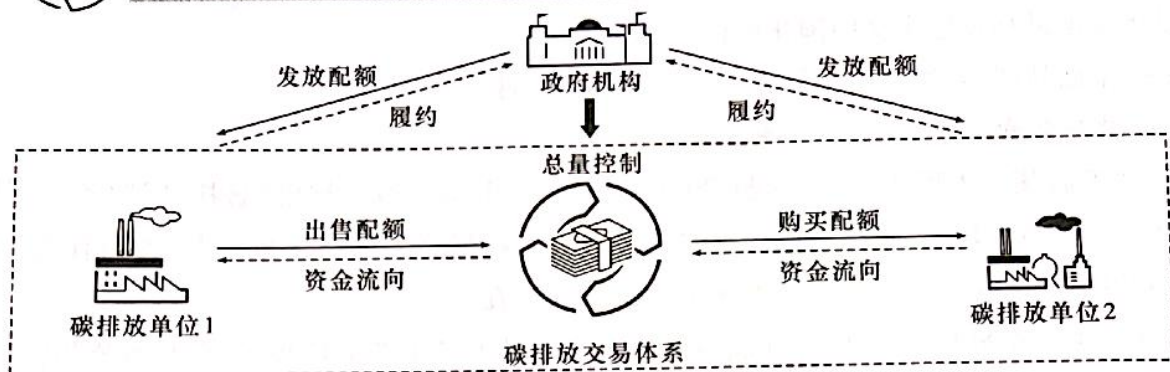 政府机构
发放配额
发放配额
履约
履约
总量控制
出售配额
购买配额
资金流向
资金流向
碳排放单位1
碳排放单位2
碳排放交易体系